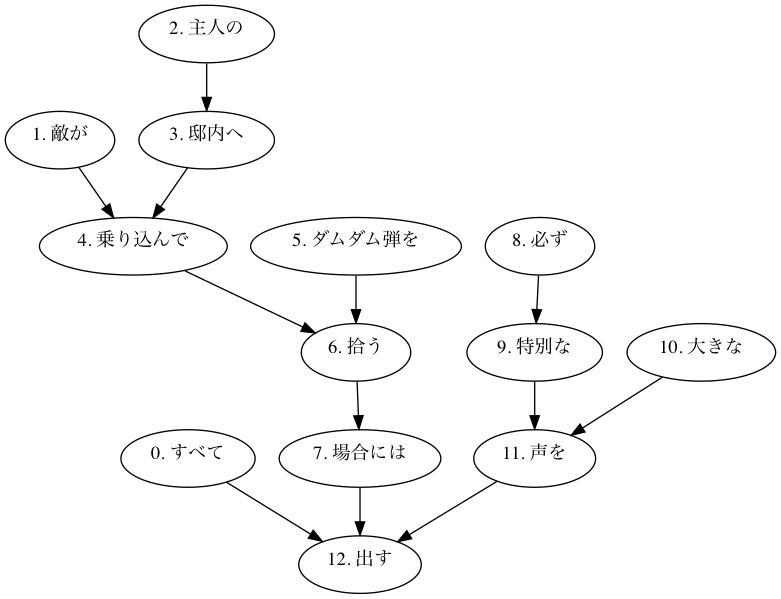 2. 主人の
1. 敵が
3. 邸内へ
4. 乗り込んで
5. ダムダム弾を
8. 必ず
6. 拾う
9. 特別な
10. 大きな
0. すべて
7. 場合には
11. 声を
12. 出す